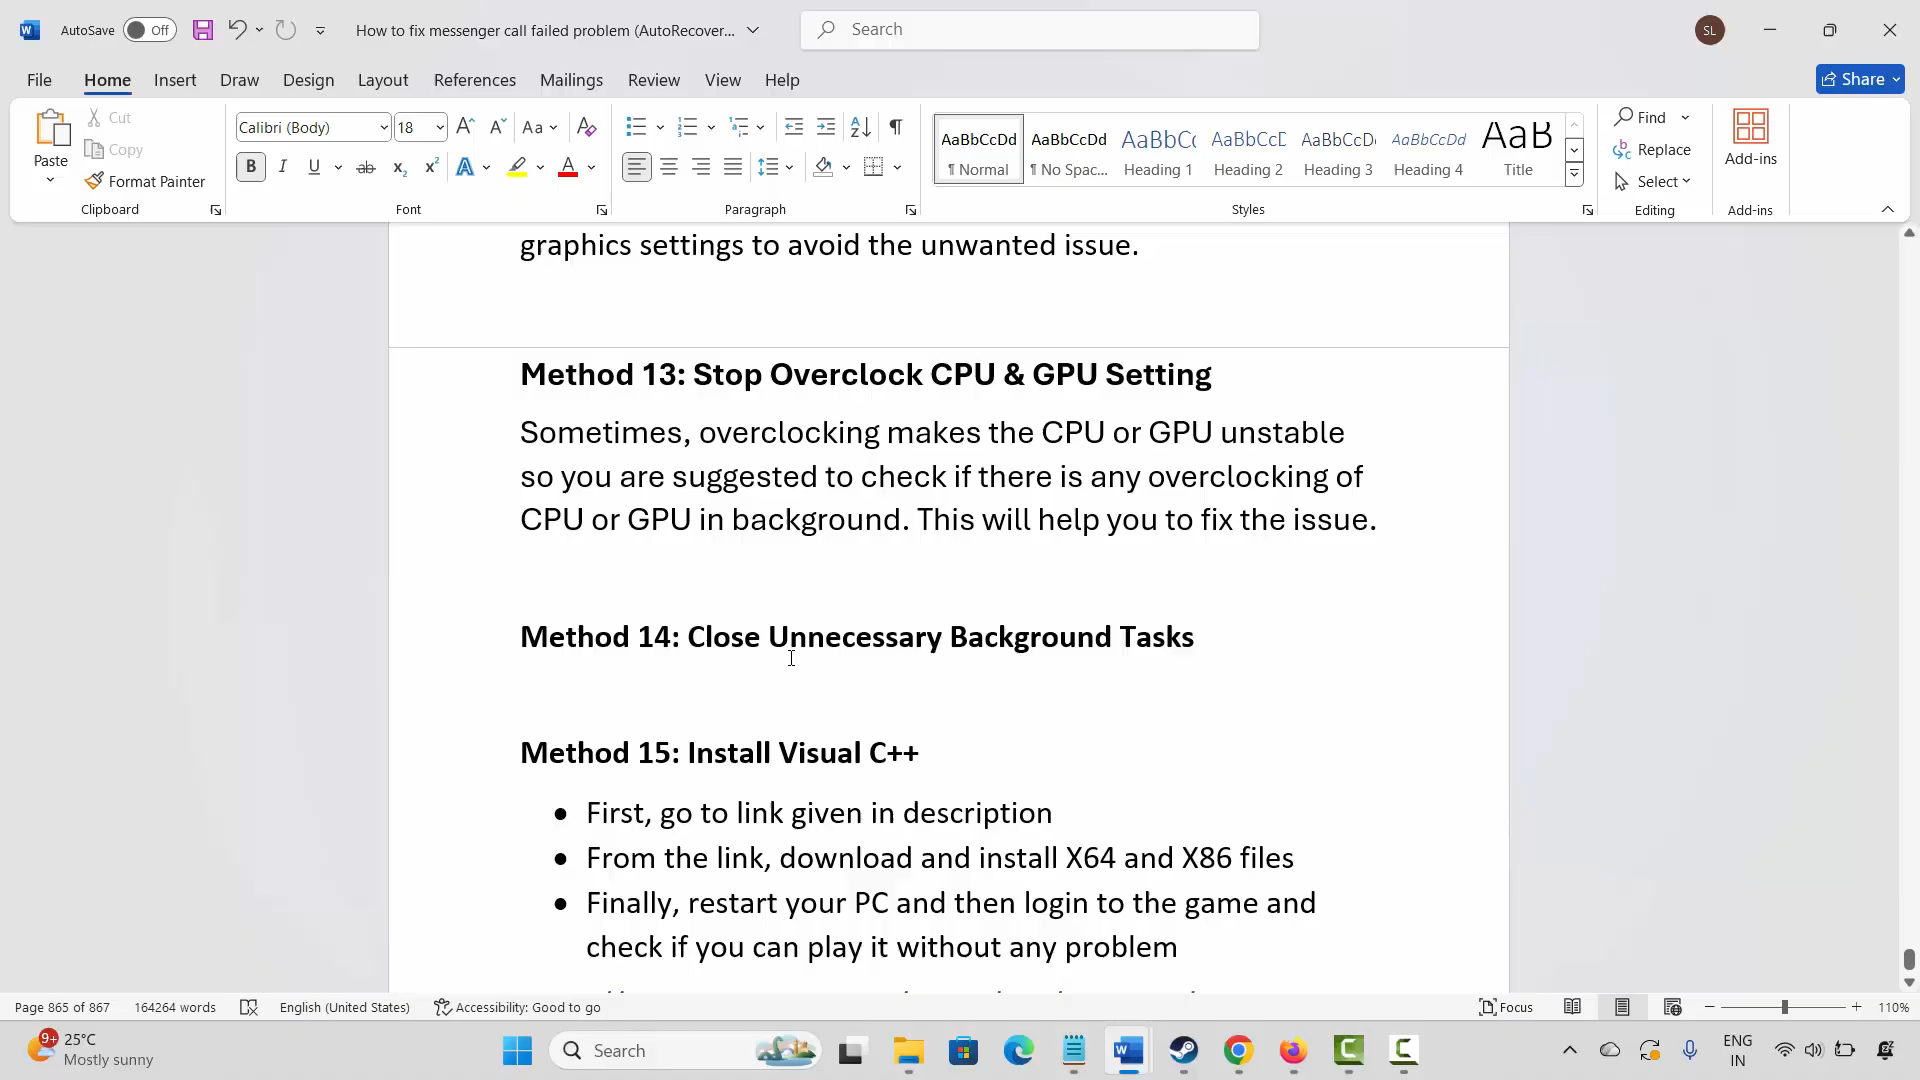 AutoSave Off How to fix messenger call failed problem (AutoRecover... Search SL
File Home Insert Draw Design Layout References Mailings Review View Help Share
Paste Cut Copy Format Painter Clipboard
Calibri (Body) 18 Aa Font
Paragraph
AaBbCcDd AaBbCcDd AaBbCc AaBbCcD AaBbCcDc AaBbCcDd AaB
¶ Normal ¶ No Spac... Heading 1 Heading 2 Heading 3 Heading 4 Title
Styles
Find Replace Select Editing
Add-ins Add-ins
graphics settings to avoid the unwanted issue.
Method 13: Stop Overclock CPU & GPU Setting
Sometimes, overclocking makes the CPU or GPU unstable
so you are suggested to check if there is any overclocking of
CPU or GPU in background. This will help you to fix the issue.
Method 14: Close Unnecessary Background Tasks
Method 15: Install Visual C++
• First, go to link given in description
• From the link, download and install X64 and X86 files
• Finally, restart your PC and then login to the game and
check if you can play it without any problem
Page 865 of 867 164264 words English (United States) Accessibility: Good to go Focus 110%
9+ 25°C
Mostly sunny
Search
ENG
IN